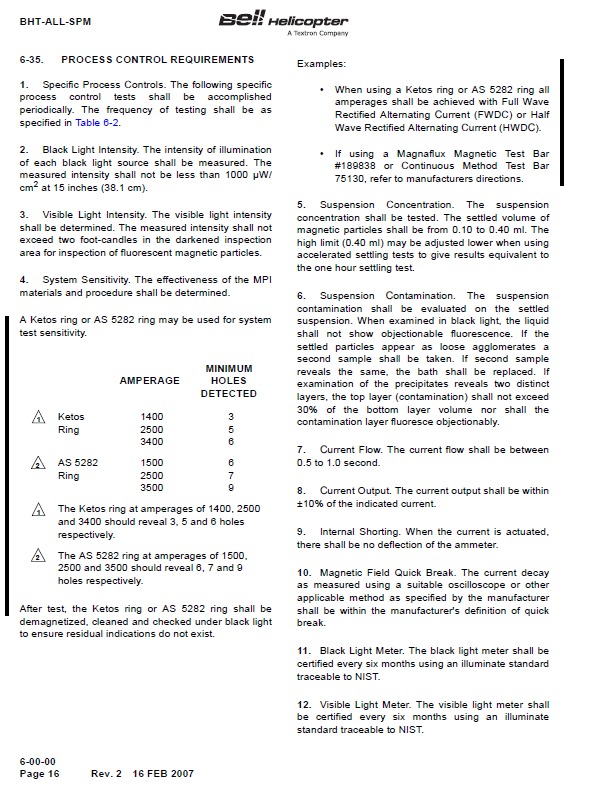 BHT-ALL-SPM
Bell Helicopter
A Textron Company
6-35. PROCESS CONTROL REQUIREMENTS
1. Specific Process Controls. The following specific
process control tests shall be accomplished
periodically. The frequency of testing shall be as
specified in Table 6-2.
2. Black Light Intensity. The intensity of illumination
of each black light source shall be measured. The
measured intensity shall not be less than 1000 µW/
cm2 at 15 inches (38.1 cm).
3. Visible Light Intensity. The visible light intensity
shall be determined. The measured intensity shall not
exceed two foot-candles in the darkened inspection
area for inspection of fluorescent magnetic particles.
4. System Sensitivity. The effectiveness of the MPI
materials and procedure shall be determined.
A Ketos ring or AS 5282 ring may be used for system
test sensitivity.
MINIMUM
AMPERAGE HOLES
DETECTED
1 Ketos 1400 3
Ring 2500 5
3400 6
2 AS 5282 1500 6
Ring 2500 7
3500 9
1 The Ketos ring at amperages of 1400, 2500
and 3400 should reveal 3, 5 and 6 holes
respectively.
2 The AS 5282 ring at amperages of 1500,
2500 and 3500 should reveal 6, 7 and 9
holes respectively.
After test, the Ketos ring or AS 5282 ring shall be
demagnetized, cleaned and checked under black light
to ensure residual indications do not exist.
Examples:
• When using a Ketos ring or AS 5282 ring all
amperages shall be achieved with Full Wave
Rectified Alternating Current (FWDC) or Half
Wave Rectified Alternating Current (HWDC).
• If using a Magnaflux Magnetic Test Bar
#189838 or Continuous Method Test Bar
75130, refer to manufacturers directions.
5. Suspension Concentration. The suspension
concentration shall be tested. The settled volume of
magnetic particles shall be from 0.10 to 0.40 ml. The
high limit (0.40 ml) may be adjusted lower when using
accelerated settling tests to give results equivalent to
the one hour settling test.
6. Suspension Contamination. The suspension
contamination shall be evaluated on the settled
suspension. When examined in black light, the liquid
shall not show objectionable fluorescence. If the
settled particles appear as loose agglomerates a
second sample shall be taken. If second sample
reveals the same, the bath shall be replaced. If
examination of the precipitates reveals two distinct
layers, the top layer (contamination) shall not exceed
30% of the bottom layer volume nor shall the
contamination layer fluoresce objectionably.
7. Current Flow. The current flow shall be between
0.5 to 1.0 second.
8. Current Output. The current output shall be within
±10% of the indicated current.
9. Internal Shorting. When the current is actuated,
there shall be no deflection of the ammeter.
10. Magnetic Field Quick Break. The current decay
as measured using a suitable oscilloscope or other
applicable method as specified by the manufacturer
shall be within the manufacturer's definition of quick
break.
11. Black Light Meter. The black light meter shall be
certified every six months using an illuminate standard
traceable to NIST.
12. Visible Light Meter. The visible light meter shall
be certified every six months using an illuminate
standard traceable to NIST.
6-00-00
Page 16 Rev. 2 16 FEB 2007